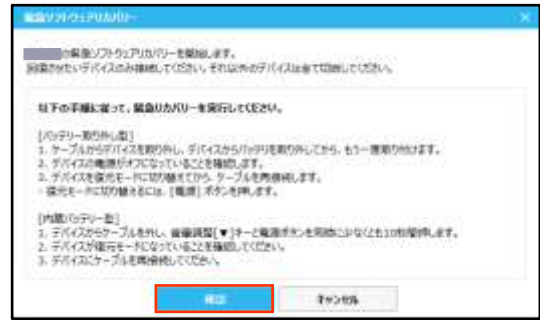 緊急ソフトウェアリカバリー
の緊急ソフトウェアリカバリーを開始します。
回復させたいデバイスのみ接続してください。それ以外のデバイスは全て切断してください。
以下の手順に従って、緊急リカバリーを実行してください。
[バッテリー取り外し型]
1. ケーブルからデバイスを取り外し、デバイスからバッテリを取り外してから、もう一度取り付けます。
2. デバイスの電源がオフになっていることを確認します。
3. デバイスを復元モードに切り替えてから、ケーブルを再接続します。
- 復元モードに切り替えるには、[電源] ボタンを押します。
[内蔵バッテリー型]
1. デバイスからケーブルを外し、音量調整[▼]キーと電源ボタンを同時に少なくとも10秒間押します。
2. デバイスが復元モードになっていることを確認してください。
3. デバイスにケーブルを再接続してください。
確認
キャンセル